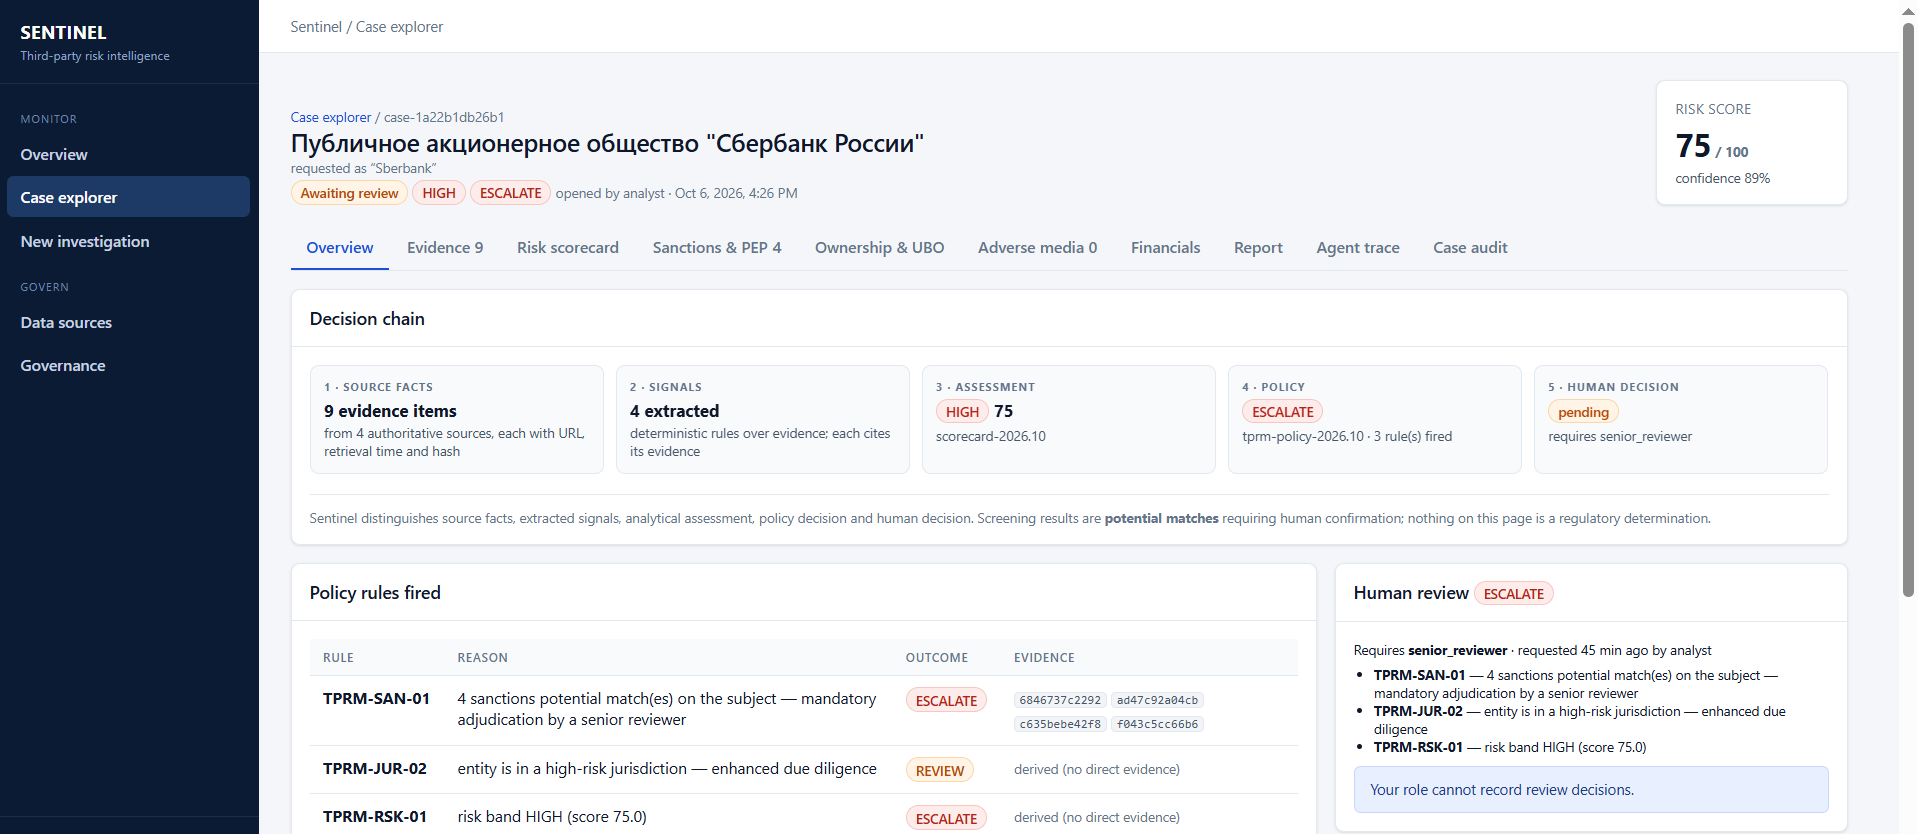 SENTINEL
Third-party risk intelligence
MONITOR
Overview
Case explorer
New investigation
GOVERN
Data sources
Governance
Sentinel / Case explorer
Case explorer / case-1a22b1db26b1
Публичное акционерное общество "Сбербанк России"
requested as “Sberbank”
Awaiting review HIGH ESCALATE opened by analyst · Oct 6, 2026, 4:26 PM
RISK SCORE
75 / 100
confidence 89%
Overview Evidence 9 Risk scorecard Sanctions & PEP 4 Ownership & UBO Adverse media 0 Financials Report Agent trace Case audit
Decision chain
1 · SOURCE FACTS
9 evidence items
from 4 authoritative sources, each with URL,
retrieval time and hash
2 · SIGNALS
4 extracted
deterministic rules over evidence; each cites
its evidence
3 · ASSESSMENT
HIGH 75
scorecard-2026.10
4 · POLICY
ESCALATE
tprm-policy-2026.10 · 3 rule(s) fired
5 · HUMAN DECISION
pending
requires senior_reviewer
Sentinel distinguishes source facts, extracted signals, analytical assessment, policy decision and human decision. Screening results are potential matches requiring human confirmation; nothing on this page is a regulatory determination.
Policy rules fired
RULE REASON OUTCOME EVIDENCE
TPRM-SAN-01 4 sanctions potential match(es) on the subject — mandatory ESCALATE 6846737c2292 ad47c92a04cb
adjudication by a senior reviewer c635bebe42f8 f043c5cc66b6
TPRM-JUR-02 entity is in a high-risk jurisdiction — enhanced due diligence REVIEW derived (no direct evidence)
TPRM-RSK-01 risk band HIGH (score 75.0) ESCALATE derived (no direct evidence)
Human review ESCALATE
Requires senior_reviewer · requested 45 min ago by analyst
• TPRM-SAN-01 — 4 sanctions potential match(es) on the subject —
mandatory adjudication by a senior reviewer
• TPRM-JUR-02 — entity is in a high-risk jurisdiction — enhanced due
diligence
• TPRM-RSK-01 — risk band HIGH (score 75.0)
Your role cannot record review decisions.